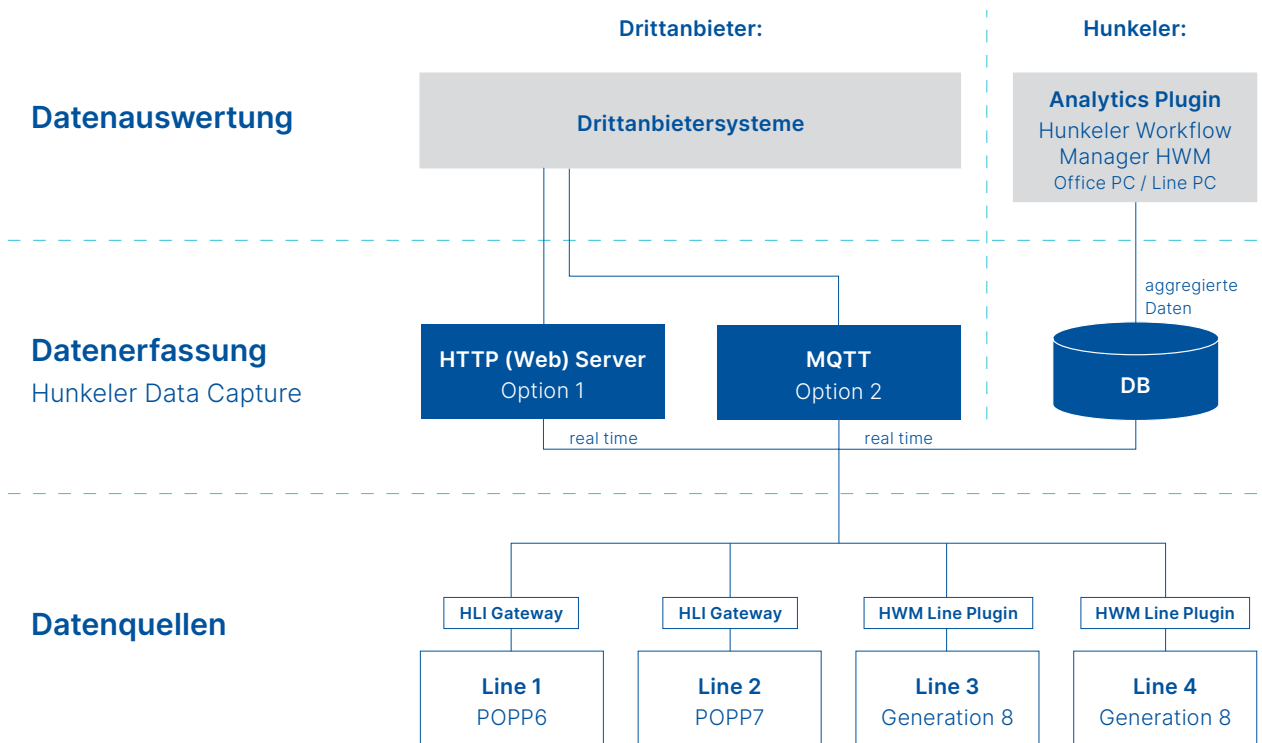 Drittanbieter:
Hunkeler:
Datenauswertung
Drittanbietersysteme
Analytics Plugin
Hunkeler Workflow
Manager HWM
Office PC / Line PC
aggregierte
Daten
Datenerfassung
Hunkeler Data Capture
HTTP (Web) Server
Option 1
MQTT
Option 2
DB
real time
real time
Datenquellen
HLI Gateway
HLI Gateway
HWM Line Plugin
HWM Line Plugin
Line 1
POPP6
Line 2
POPP7
Line 3
Generation 8
Line 4
Generation 8